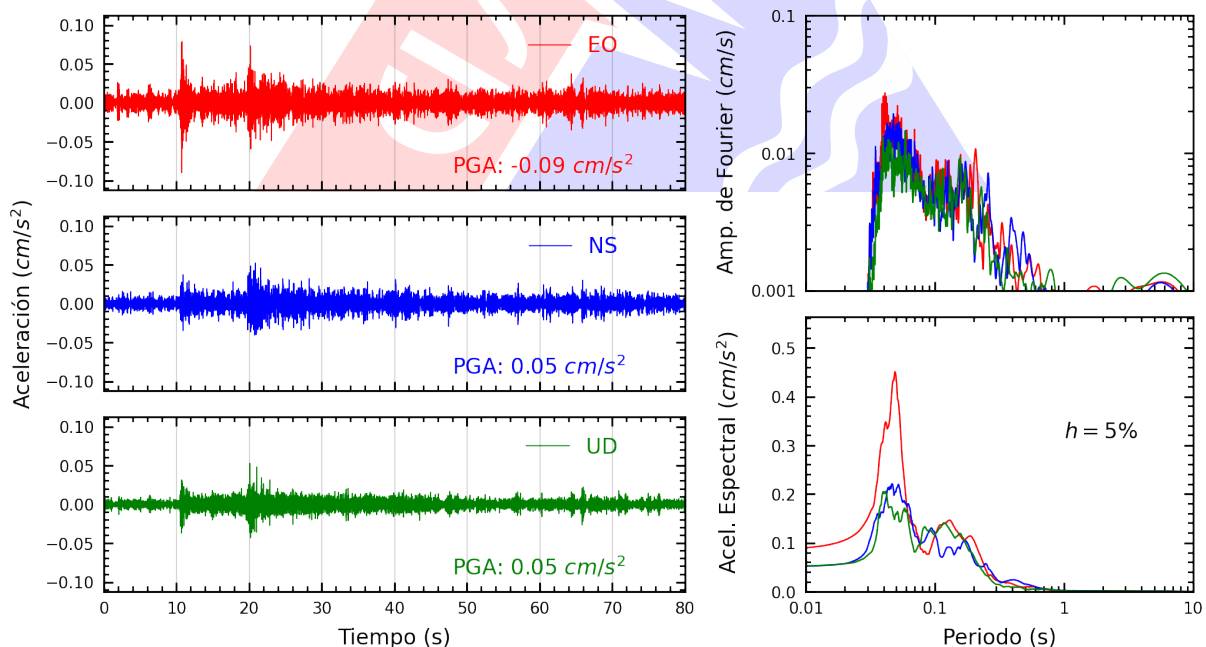 Aceleración (cm/s²)
0.10
0.05
0.00
−0.05
−0.10
EO
PGA: -0.09 cm/s²
0.10
0.05
0.00
−0.05
−0.10
NS
PGA: 0.05 cm/s²
0.10
0.05
0.00
−0.05
−0.10
UD
PGA: 0.05 cm/s²
0 10 20 30 40 50 60 70 80
Tiempo (s)
Amp. de Fourier (cm/s)
0.1
0.01
0.001
Acel. Espectral (cm/s²)
0.5
0.4
0.3
0.2
0.1
0.0
h = 5%
0.01 0.1 1 10
Periodo (s)